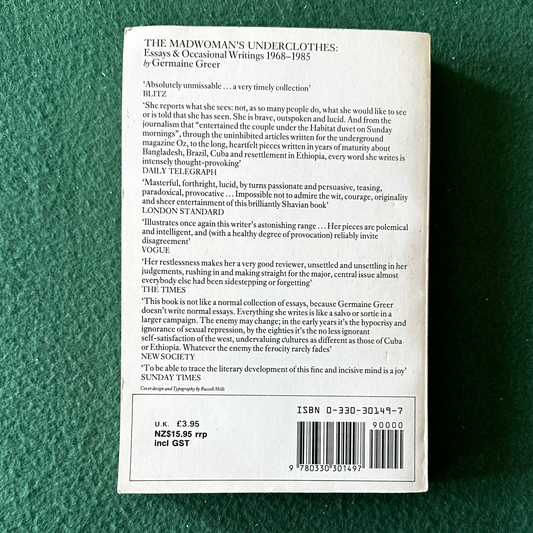 THE MADWOMAN'S UNDERCLOTHES:
Essays & Occasional Writings 1968–1985
by Germaine Greer
'Absolutely unmissable ... a very timely collection'
BLITZ
'She reports what she sees: not, as so many people do, what she would like to see
or is told that she has seen. She is brave, outspoken and lucid. And from the
journalism that "entertained the couple under the Habitat duvet on Sunday
mornings", through the uninhibited articles written for the underground
magazine Oz, to the long, heartfelt pieces written in years of maturity about
Bangladesh, Brazil, Cuba and resettlement in Ethiopia, every word she writes is
intensely thought-provoking'
DAILY TELEGRAPH
'Masterful, forthright, lucid, by turns passionate and persuasive, teasing,
paradoxical, provocative ... Impossible not to admire the wit, courage, originality
and sheer entertainment of this brilliantly Shavian book'
LONDON STANDARD
'Illustrates once again this writer's astonishing range ... Her pieces are polemical
and intelligent, and (with a healthy degree of provocation) reliably invite
disagreement'
VOGUE
'Her restlessness makes her a very good reviewer, unsettled and unsettling in her
judgements, rushing in and making straight for the major, central issue almost
everybody else had been sidestepping or forgetting'
THE TIMES
'This book is not like a normal collection of essays, because Germaine Greer
doesn't write normal essays. Everything she writes is like a salvo or sortie in a
larger campaign. The enemy may change; in the early years it's the hypocrisy and
ignorance of sexual repression, by the eighties it's the no less ignorant
self-satisfaction of the west, undervaluing cultures as different as those of Cuba
or Ethiopia. Whatever the enemy the ferocity rarely fades'
NEW SOCIETY
'To be able to trace the literary development of this fine and incisive mind is a joy'
SUNDAY TIMES
Cover design and Typography by Russell Mills
ISBN 0-330-30149-7
90000
U.K. £3.95
NZ$15.95 rrp
incl GST
9 780330 301497